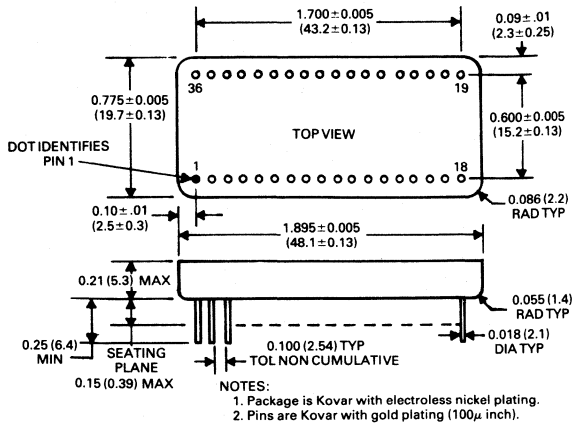 1.700±0.005
(43.2±0.13)
0.09±.01
(2.3±0.25)
36
19
0.775±0.005
(19.7±0.13)
0.600±0.005
(15.2±0.13)
TOP VIEW
DOT IDENTIFIES
PIN 1
1
18
0.10±.01
(2.5±0.3)
0.086 (2.2)
RAD TYP
1.895±0.005
(48.1±0.13)
0.21 (5.3) MAX
0.055 (1.4)
RAD TYP
0.25 (6.4)
MIN
SEATING
PLANE
0.15 (0.39) MAX
0.100 (2.54) TYP
TOL NON CUMULATIVE
0.018 (2.1)
DIA TYP
NOTES:
1. Package is Kovar with electroless nickel plating.
2. Pins are Kovar with gold plating (100μ inch).